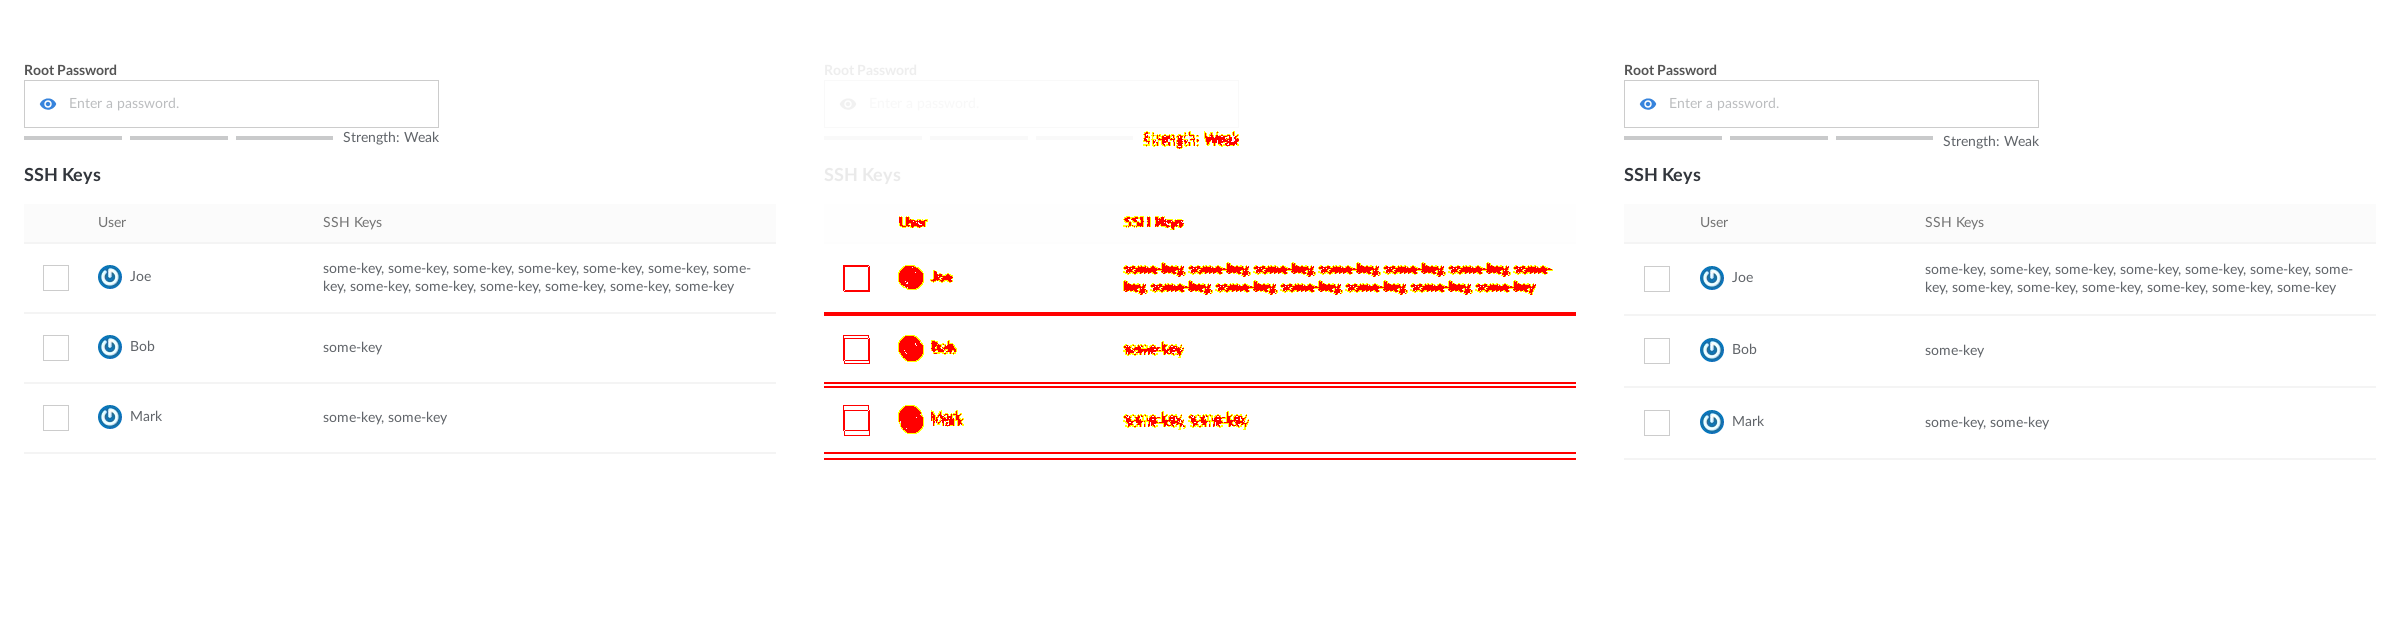 Root Password
Enter a password.
Strength: Weak
SSH Keys
User SSH Keys
Joe some-key, some-key, some-key, some-key, some-key, some-key, some-
key, some-key, some-key, some-key, some-key, some-key, some-key
Bob some-key
Mark some-key, some-key
Root Password
Enter a password.
Strength: Weak
SSH Keys
User SSH Keys
Joe some-key, some-key, some-key, some-key, some-key, some-key, some-
key, some-key, some-key, some-key, some-key, some-key, some-key
Bob some-key
Mark some-key, some-key
Root Password
Enter a password.
Strength: Weak
SSH Keys
User SSH Keys
Joe some-key, some-key, some-key, some-key, some-key, some-key, some-
key, some-key, some-key, some-key, some-key, some-key, some-key
Bob some-key
Mark some-key, some-key